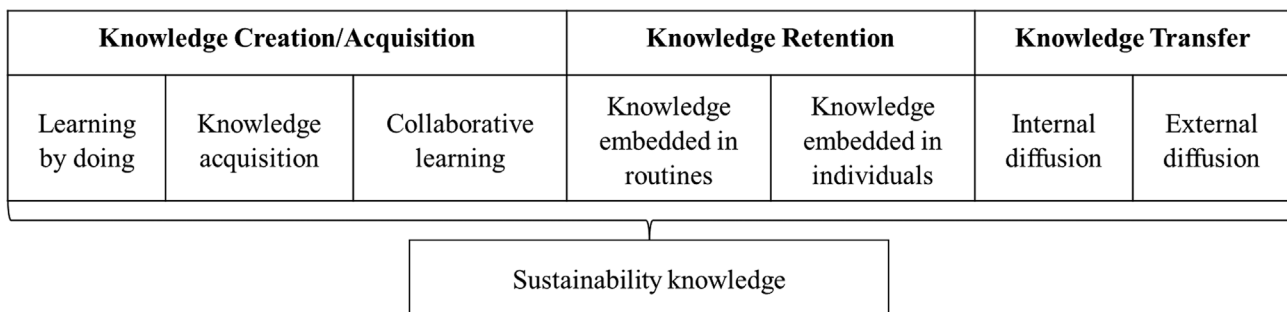 Knowledge Creation/Acquisition
Knowledge Retention
Knowledge Transfer
Learning
by doing
Knowledge
acquisition
Collaborative
learning
Knowledge
embedded in
routines
Knowledge
embedded in
individuals
Internal
diffusion
External
diffusion
Sustainability knowledge